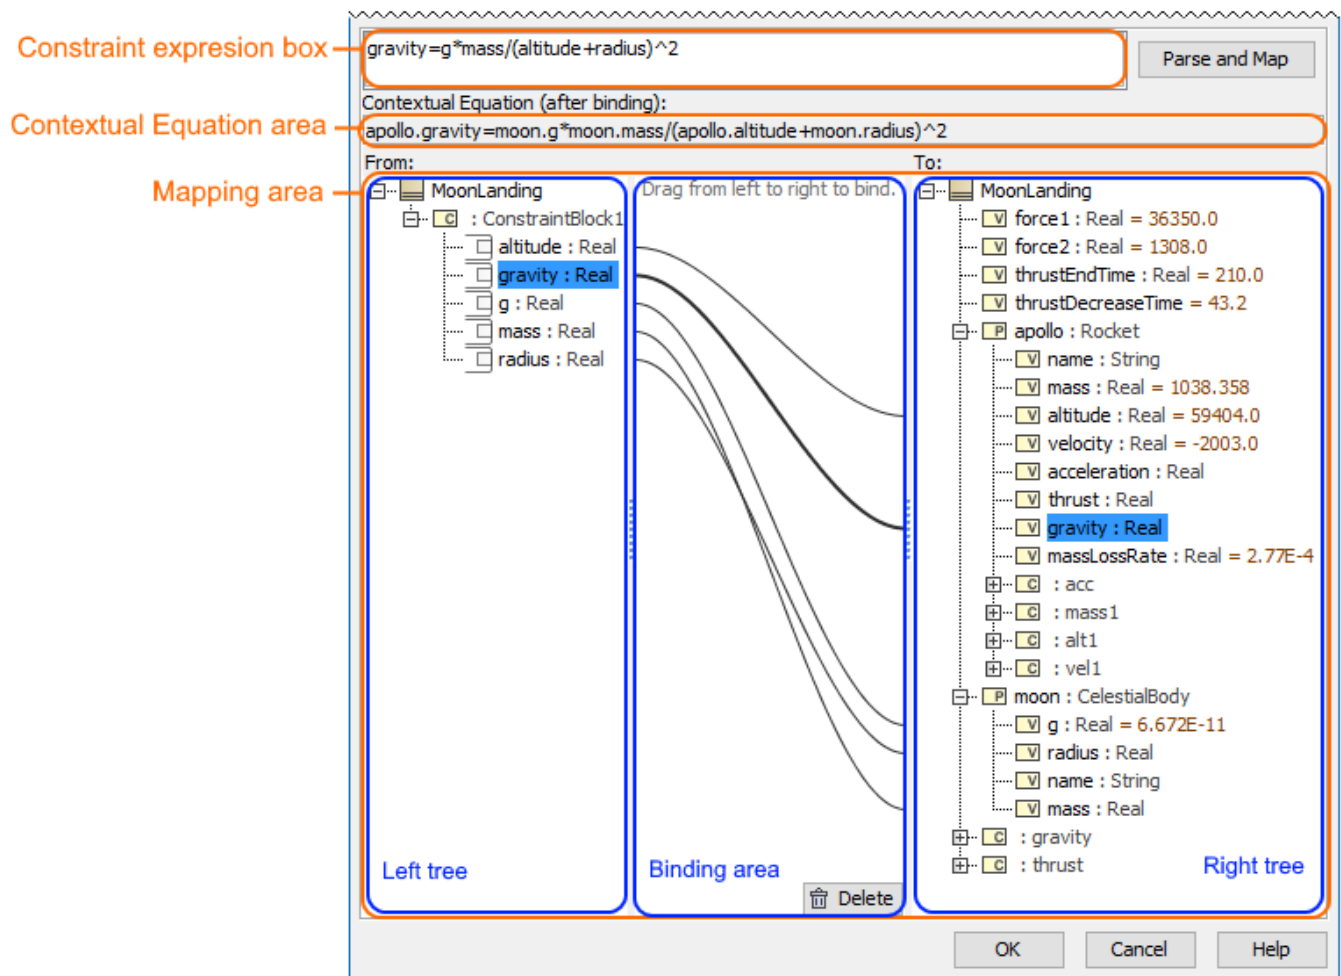 Constraint expresion box
gravity=g*mass/(altitude+radius)^2
Parse and Map
Contextual Equation (after binding):
Contextual Equation area
apollo.gravity=moon.g*moon.mass/(apollo.altitude+moon.radius)^2
From:
To:
Mapping area
MoonLanding
: ConstraintBlock1
altitude : Real
gravity : Real
g : Real
mass : Real
radius : Real
Left tree
Drag from left to right to bind.
Binding area
Delete
MoonLanding
V force1 : Real = 36350.0
V force2 : Real = 1308.0
V thrustEndTime : Real = 210.0
V thrustDecreaseTime = 43.2
P apollo : Rocket
V name : String
V mass : Real = 1038.358
V altitude : Real = 59404.0
V velocity : Real = -2003.0
V acceleration : Real
V thrust : Real
V gravity : Real
V massLossRate : Real = 2.77E-4
C : acc
C : mass1
C : alt1
C : vel1
P moon : CelestialBody
V g : Real = 6.672E-11
V radius : Real
V name : String
V mass : Real
C : gravity
C : thrust
Right tree
OK
Cancel
Help